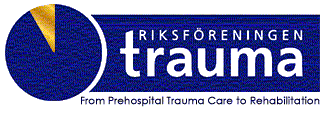 RIKSFÖRENINGEN
trauma
From Prehospital Trauma Care to Rehabilitation